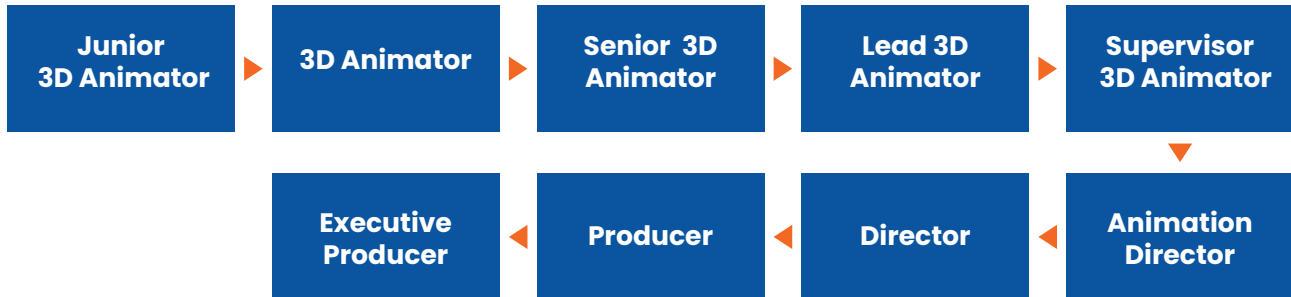 Junior
3D Animator
3D Animator
Senior 3D
Animator
Lead 3D
Animator
Supervisor
3D Animator
Animation
Director
Director
Producer
Executive
Producer